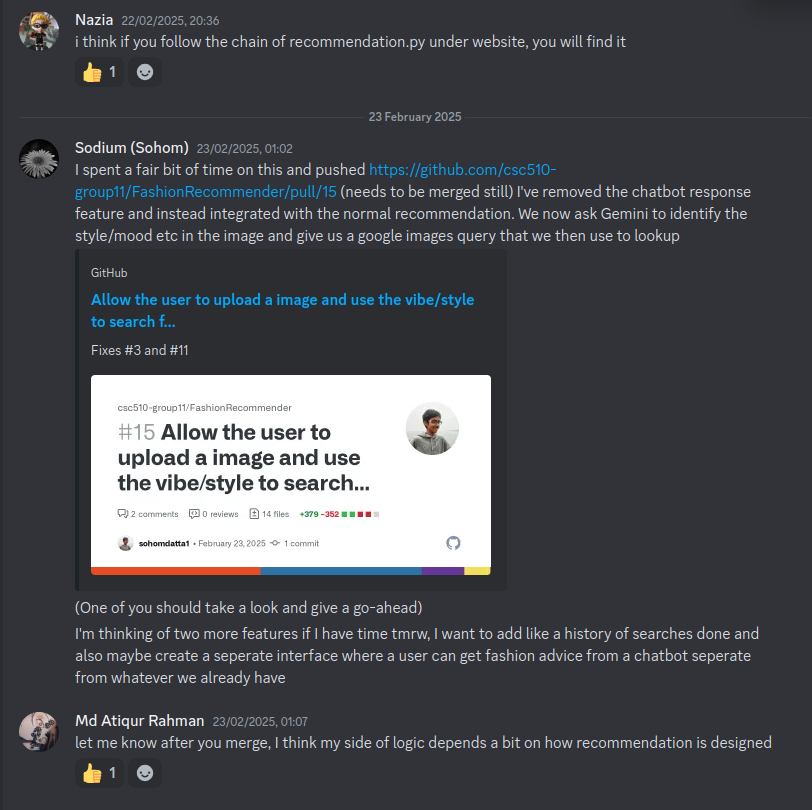 Nazia 22/02/2025, 20:36
i think if you follow the chain of recommendation.py under website, you will find it
1
23 February 2025
Sodium (Sohom) 23/02/2025, 01:02
I spent a fair bit of time on this and pushed https://github.com/csc510-
group11/FashionRecommender/pull/15 (needs to be merged still) I've removed the chatbot response
feature and instead integrated with the normal recommendation. We now ask Gemini to identify the
style/mood etc in the image and give us a google images query that we then use to lookup
GitHub
Allow the user to upload a image and use the vibe/style
to search f...
Fixes #3 and #11
csc510-group11/FashionRecommender
#15 Allow the user to
upload a image and use
the vibe/style to search...
2 comments 0 reviews 14 files +379 -352
sohomdatta1 • February 23, 2025 1 commit
(One of you should take a look and give a go-ahead)
I'm thinking of two more features if I have time tmrw, I want to add like a history of searches done and
also maybe create a seperate interface where a user can get fashion advice from a chatbot seperate
from whatever we already have
Md Atiqur Rahman 23/02/2025, 01:07
let me know after you merge, I think my side of logic depends a bit on how recommendation is designed
1